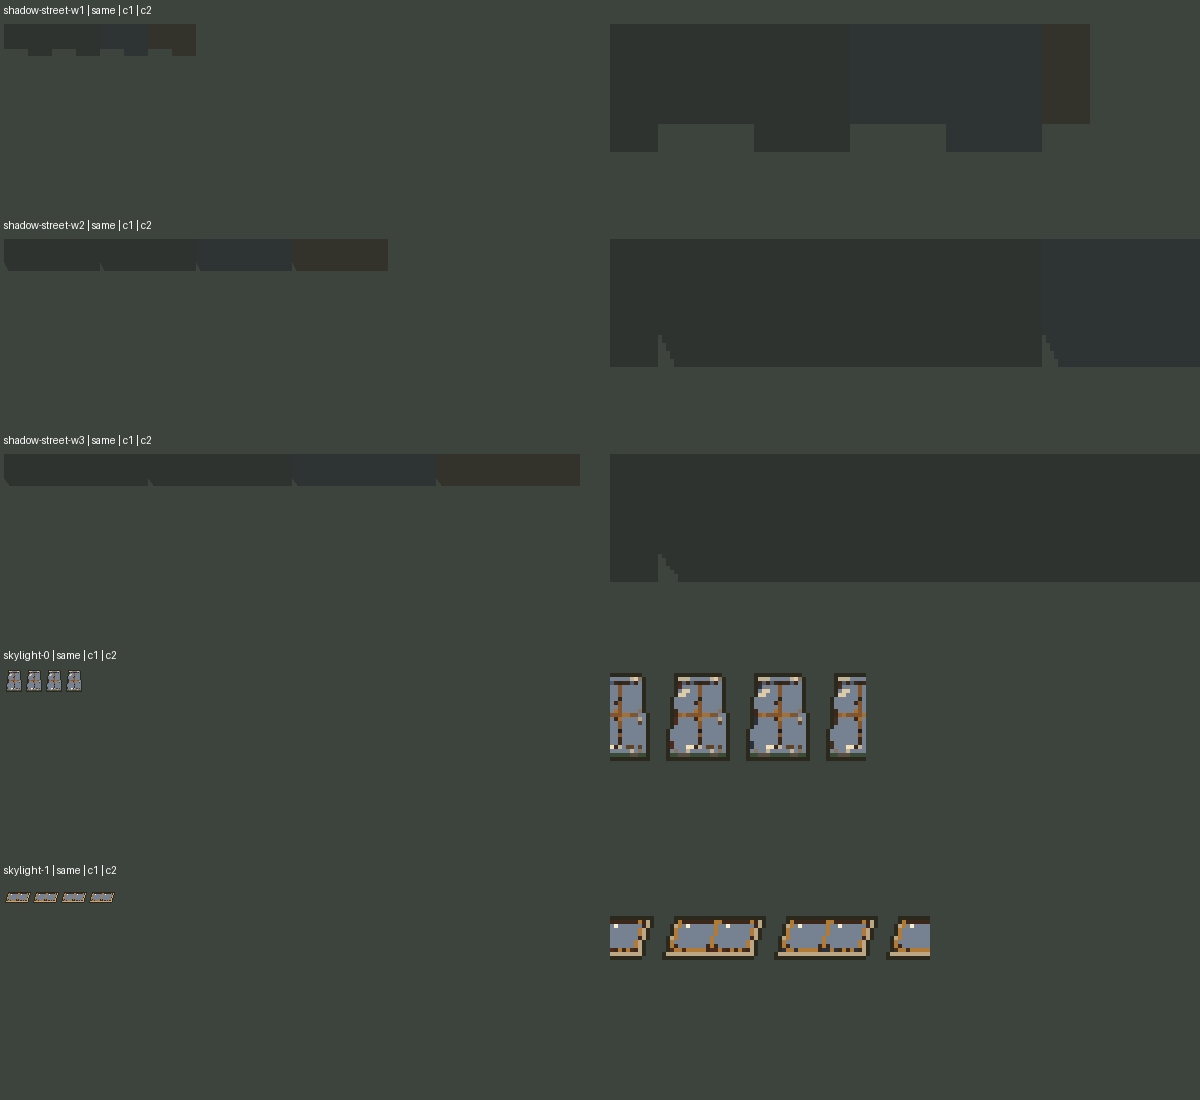 shadow-street-w1 | same | c1 | c2
shadow-street-w2 | same | c1 | c2
shadow-street-w3 | same | c1 | c2
skylight-0 | same | c1 | c2
skylight-1 | same | c1 | c2